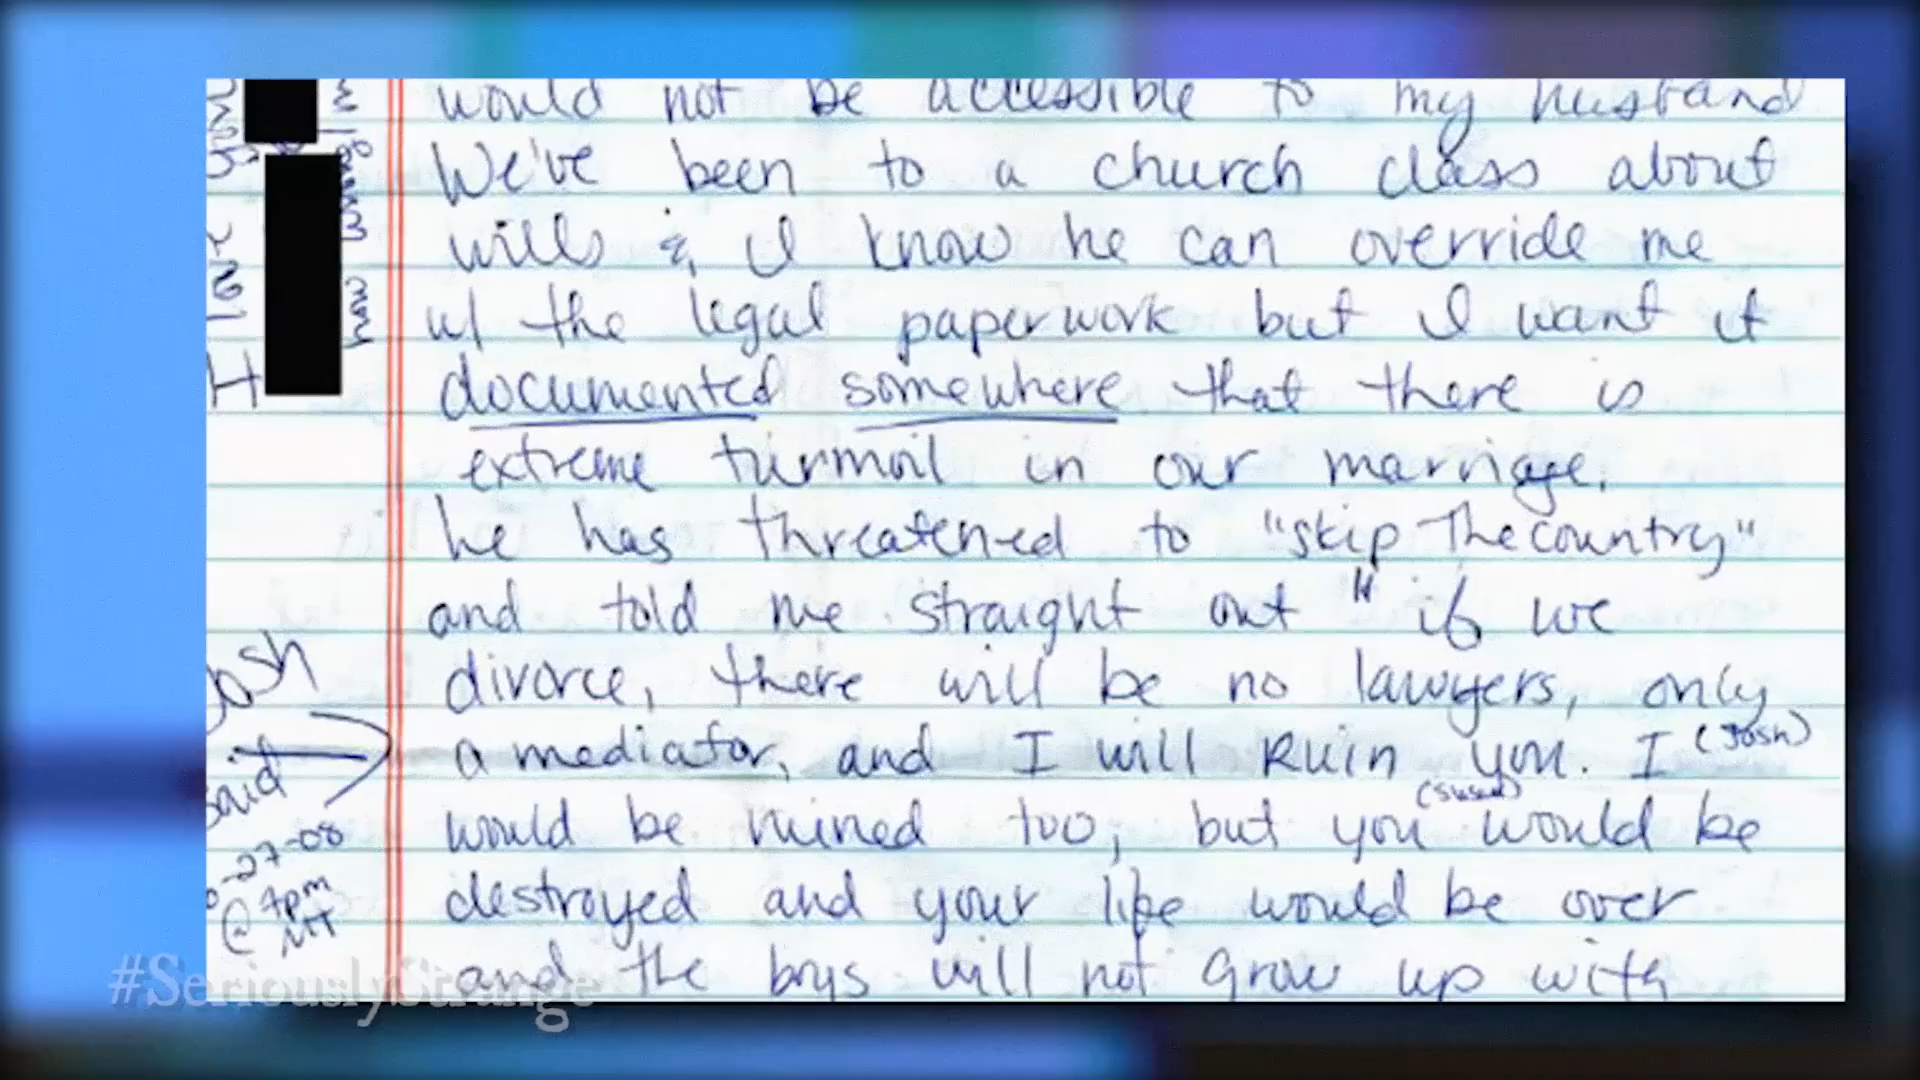 would not be accessible to my husband
We've been to a church class about
wills & I know he can override me
w/ the legal paperwork but I want it
documented somewhere that there is
extreme turmoil in our marriage.
he has threatened to "skip The country"
and told me straight out "if we
divorce, there will be no lawyers, only
a mediator, and I will Ruin you. I (Josh)
would be ruined too, but you (Susan) would be
destroyed and your life would be over
and the boys will not grow up with
Josh
said
-27-08
@ 7pm
MT
#SeriouslyStrange